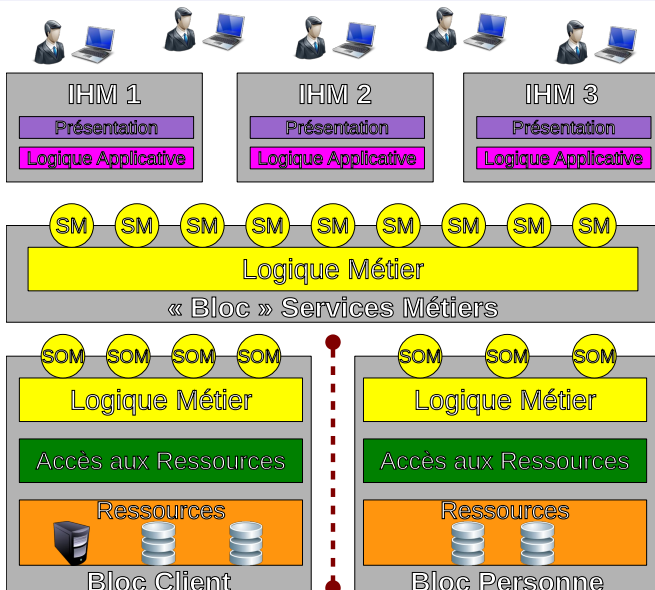 IHM 1 IHM 2 IHM 3
Présentation Présentation Présentation
Logique Applicative Logique Applicative Logique Applicative
SM SM SM SM SM SM SM SM SM
Logique Métier
« Bloc » Services Métiers
SOM SOM SOM SOM SOM SOM SOM
Logique Métier Logique Métier
Accès aux Ressources Accès aux Ressources
Ressources Ressources
Bloc Client Bloc Personne